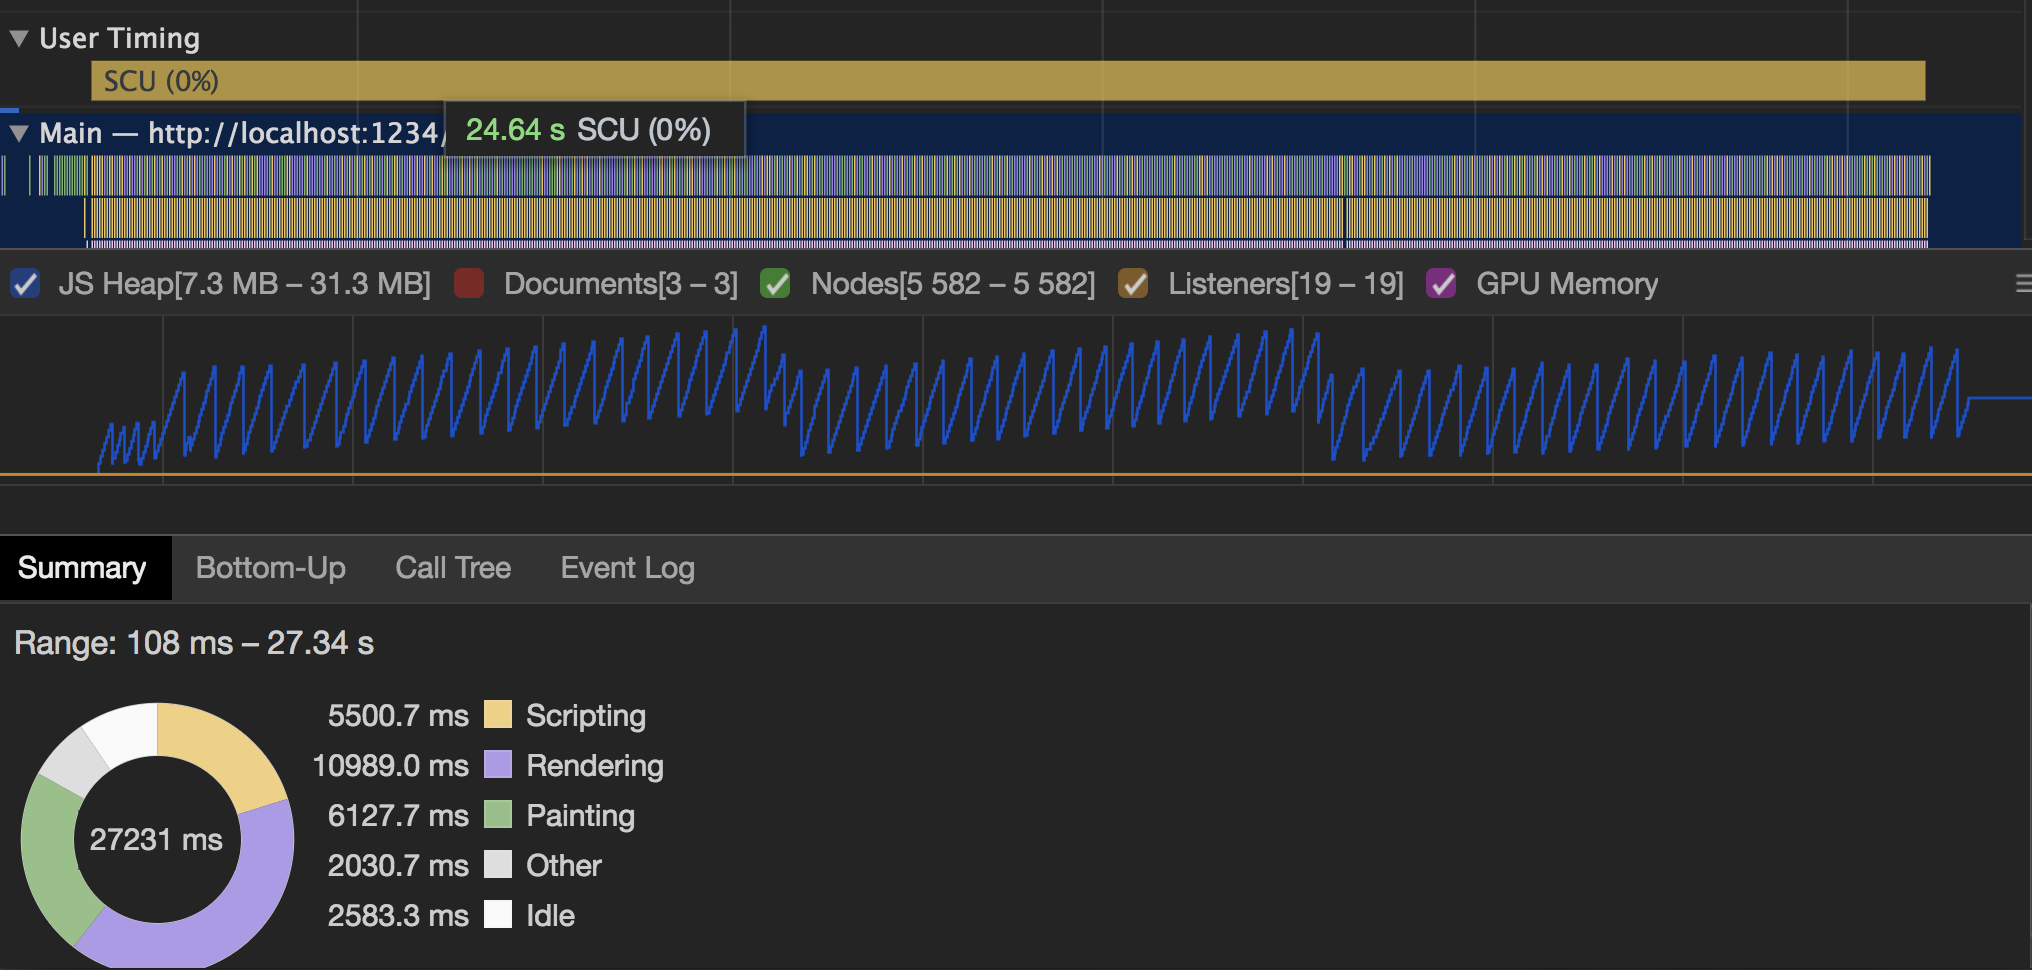 User Timing
SCU (0%)
Main — http://localhost:1234/
24.64 s SCU (0%)
JS Heap[7.3 MB – 31.3 MB] Documents[3 – 3] Nodes[5 582 – 5 582] Listeners[19 – 19] GPU Memory
Summary Bottom-Up Call Tree Event Log
Range: 108 ms – 27.34 s
27231 ms
5500.7 ms Scripting
10989.0 ms Rendering
6127.7 ms Painting
2030.7 ms Other
2583.3 ms Idle